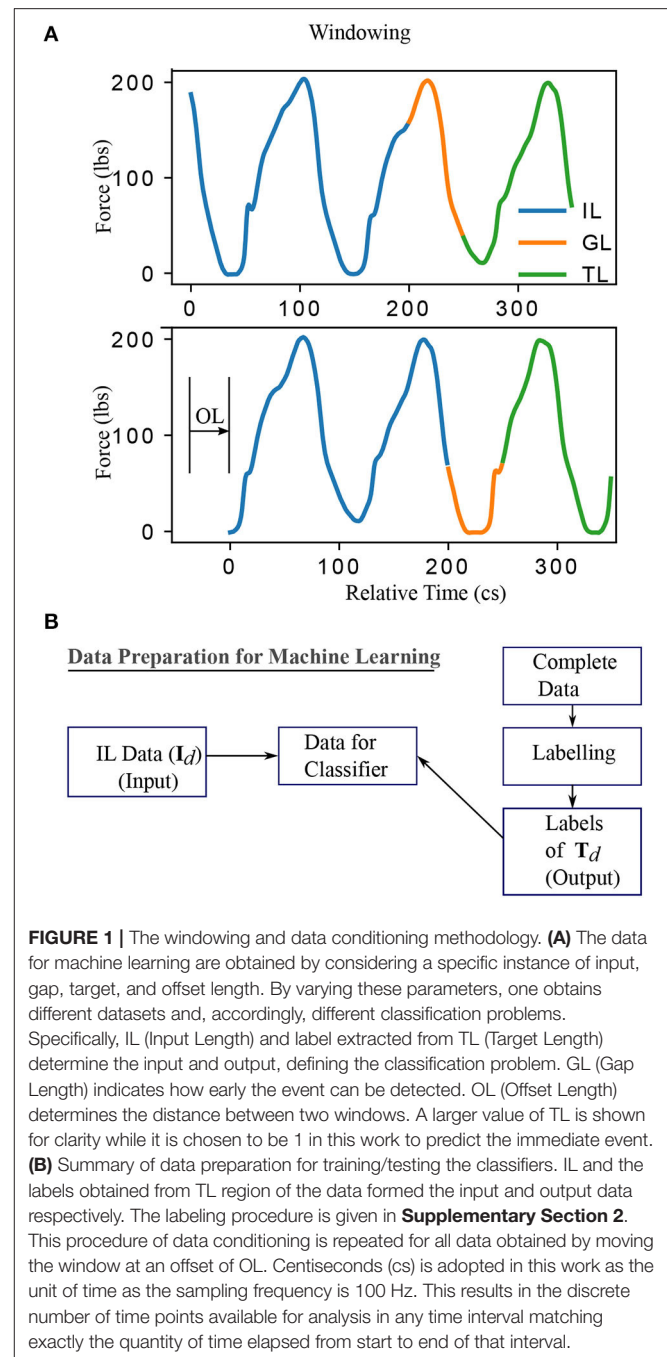 A
Windowing
Force (lbs)
200
100
0
0
100
200
300
IL
GL
TL
Force (lbs)
200
100
0
OL
0
100
200
300
Relative Time (cs)
B
Data Preparation for Machine Learning
IL Data (I_d)
(Input)
Data for
Classifier
Complete
Data
Labelling
Labels
of T_d
(Output)
FIGURE 1 | The windowing and data conditioning methodology. (A) The data
for machine learning are obtained by considering a specific instance of input,
gap, target, and offset length. By varying these parameters, one obtains
different datasets and, accordingly, different classification problems.
Specifically, IL (Input Length) and label extracted from TL (Target Length)
determine the input and output, defining the classification problem. GL (Gap
Length) indicates how early the event can be detected. OL (Offset Length)
determines the distance between two windows. A larger value of TL is shown
for clarity while it is chosen to be 1 in this work to predict the immediate event.
(B) Summary of data preparation for training/testing the classifiers. IL and the
labels obtained from TL region of the data formed the input and output data
respectively. The labeling procedure is given in Supplementary Section 2.
This procedure of data conditioning is repeated for all data obtained by moving
the window at an offset of OL. Centiseconds (cs) is adopted in this work as the
unit of time as the sampling frequency is 100 Hz. This results in the discrete
number of time points available for analysis in any time interval matching
exactly the quantity of time elapsed from start to end of that interval.